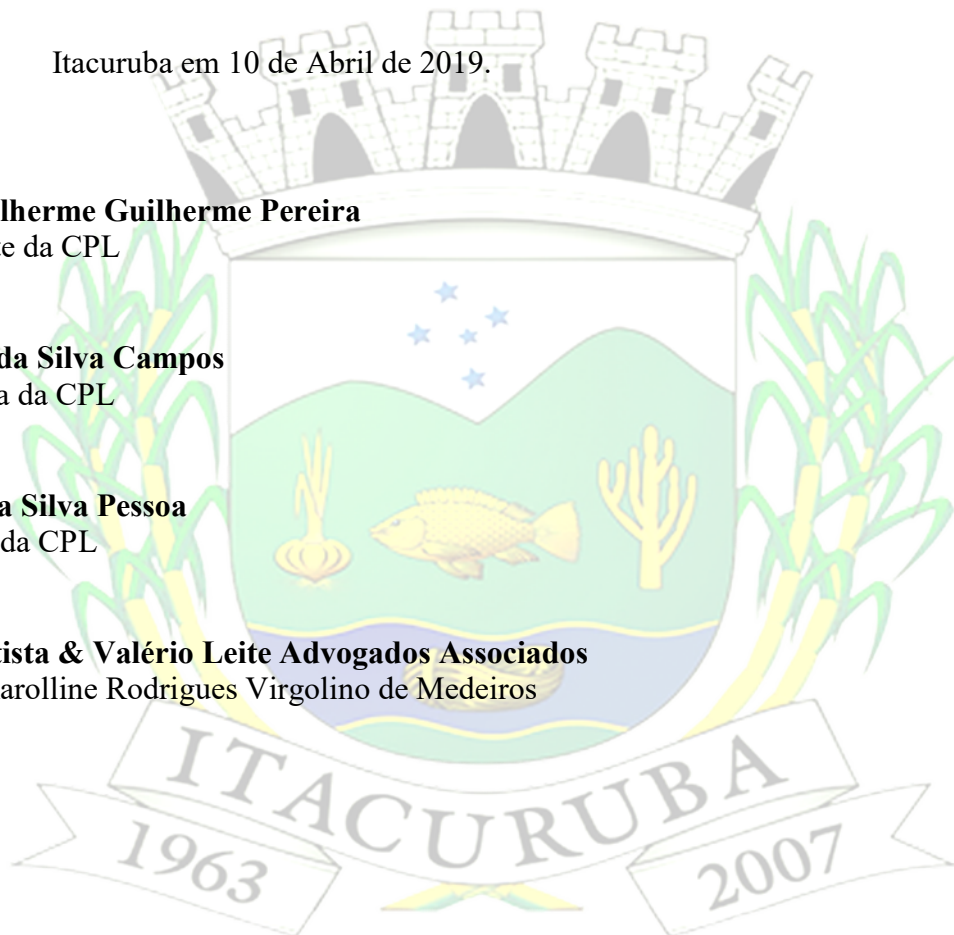 Itacuruba em 10 de Abril de 2019.
lherme Guilherme Pereira
te da CPL
da Silva Campos
a da CPL
a Silva Pessoa
da CPL
tista & Valério Leite Advogados Associados
arolline Rodrigues Virgolino de Medeiros
ITACURUBA
1963
2007